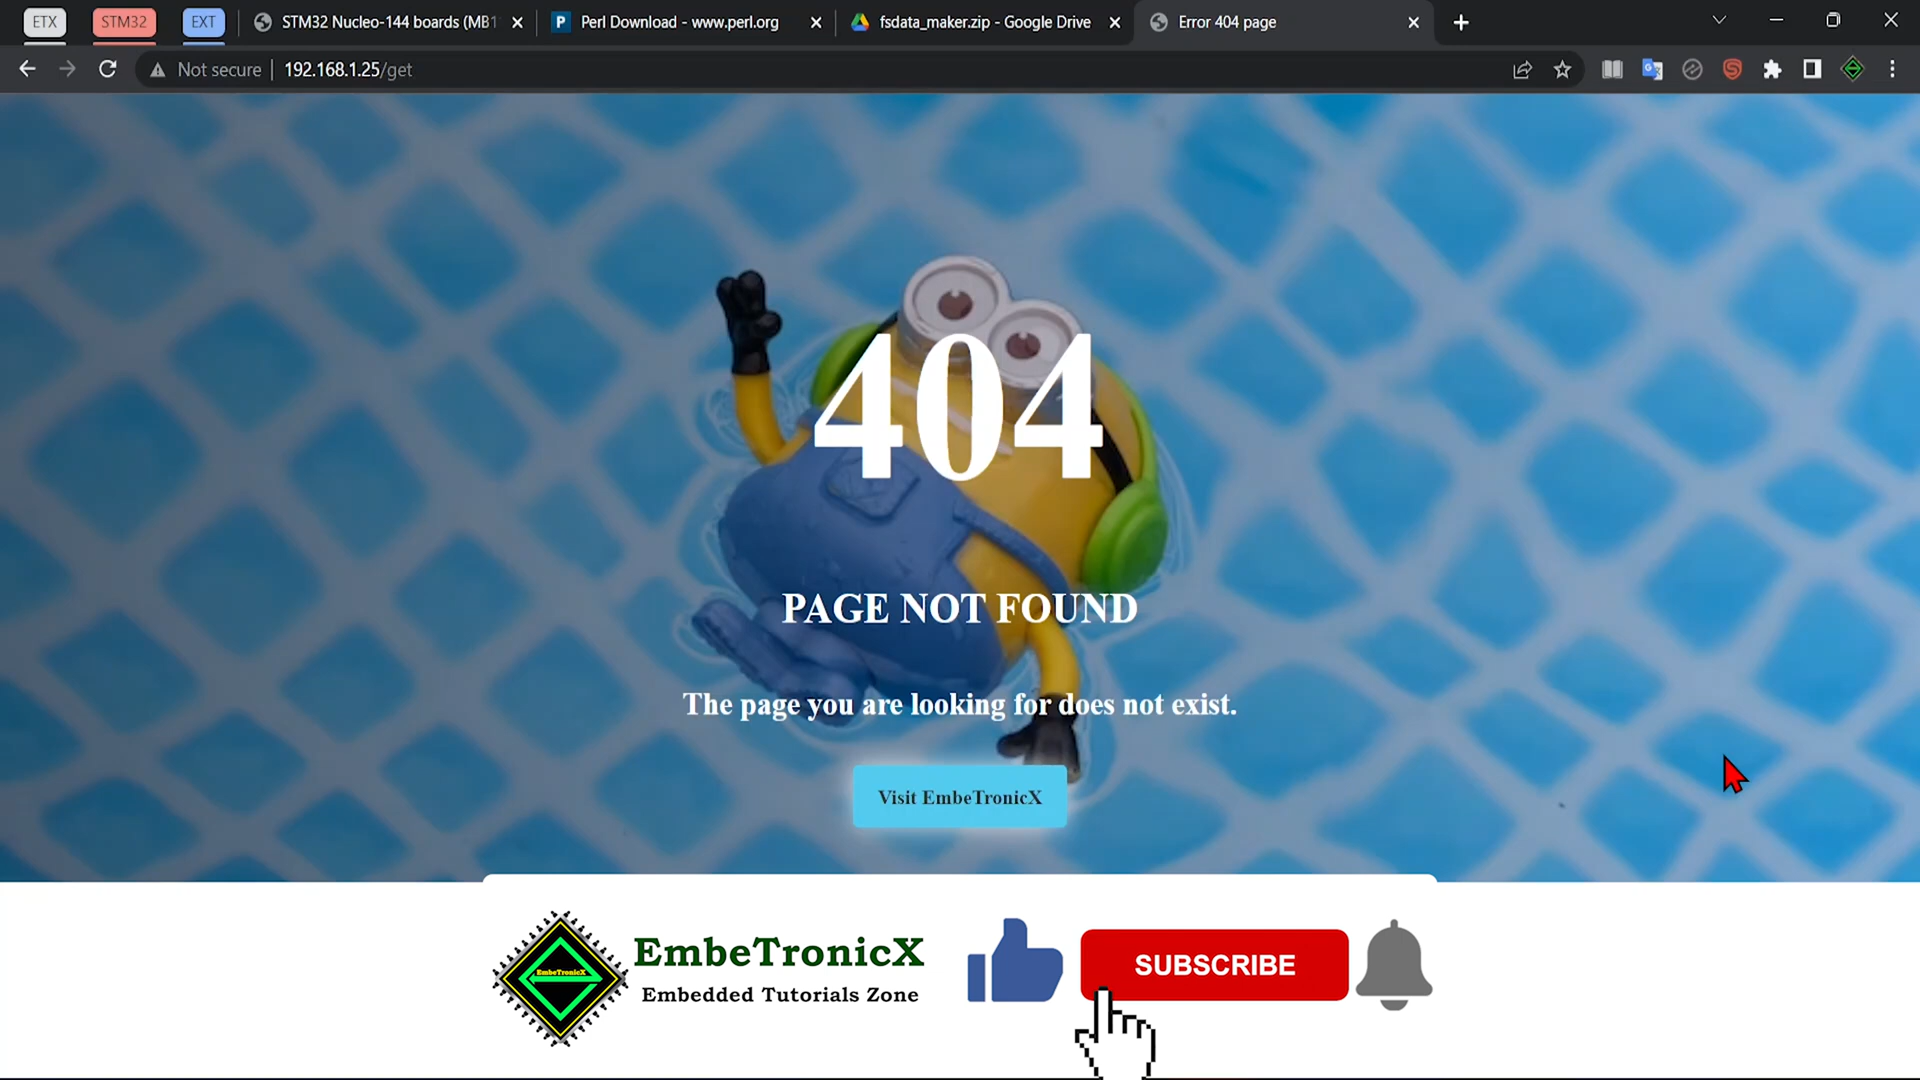 ETX
STM32
EXT
STM32 Nucleo-144 boards (MB1
Perl Download - www.perl.org
fsdata_maker.zip - Google Drive
Error 404 page
Not secure
192.168.1.25/get
404
PAGE NOT FOUND
The page you are looking for does not exist.
Visit EmbeTronicX
EmbeTronicX
EmbeTronicX
Embedded Tutorials Zone
SUBSCRIBE